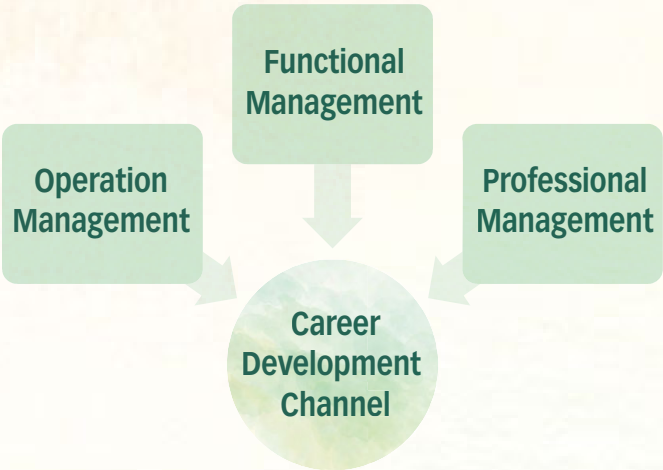 Functional
Management
Operation
Management
Professional
Management
Career
Development
Channel